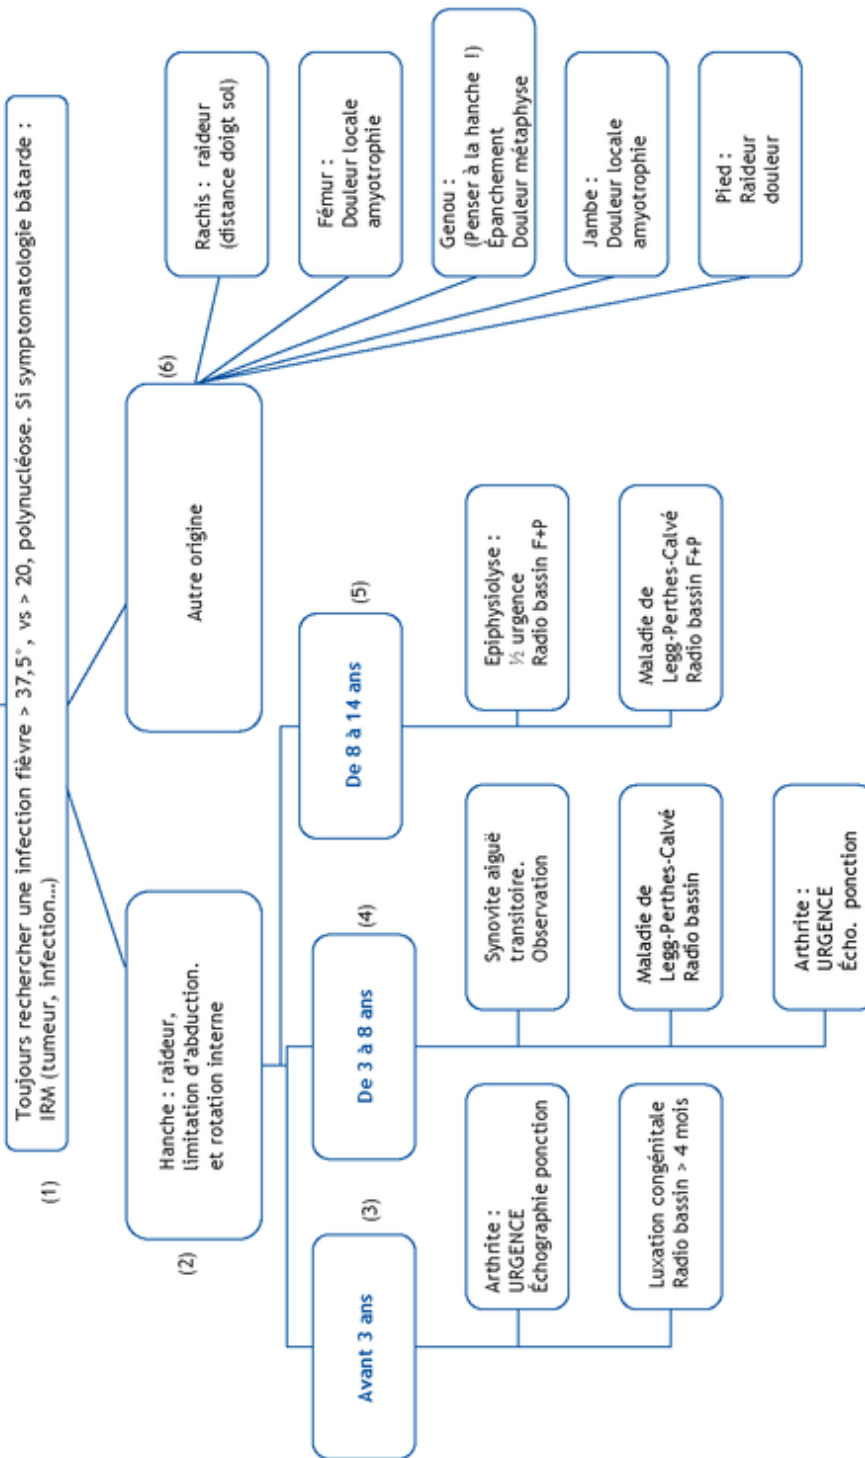 Toujours rechercher une infection fièvre > 37,5°, vs > 20, polynucléose. Si symptomatologie bâtarde :
IRM (tumeur, infection...)
(1)
Hanche : raideur,
limitation d'abduction.
et rotation interne
(2)
Autre origine
(6)
Avant 3 ans
(3)
De 3 à 8 ans
(4)
De 8 à 14 ans
(5)
Arthrite :
URGENCE
Échographie ponction
Luxation congénitale
Radio bassin > 4 mois
Synovite aiguë
transitoire.
Observation
Maladie de
Legg-Perthes-Calvé
Radio bassin
Arthrite :
URGENCE
Écho. ponction
Epiphysiolyse :
½ urgence
Radio bassin F+P
Maladie de
Legg-Perthes-Calvé
Radio bassin F+P
Rachis : raideur
(distance doigt sol)
Fémur :
Douleur locale
amyotrophie
Genou :
(Penser à la hanche !)
Épanchement
Douleur métaphyse
Jambe :
Douleur locale
amyotrophie
Pied :
Raideur
douleur